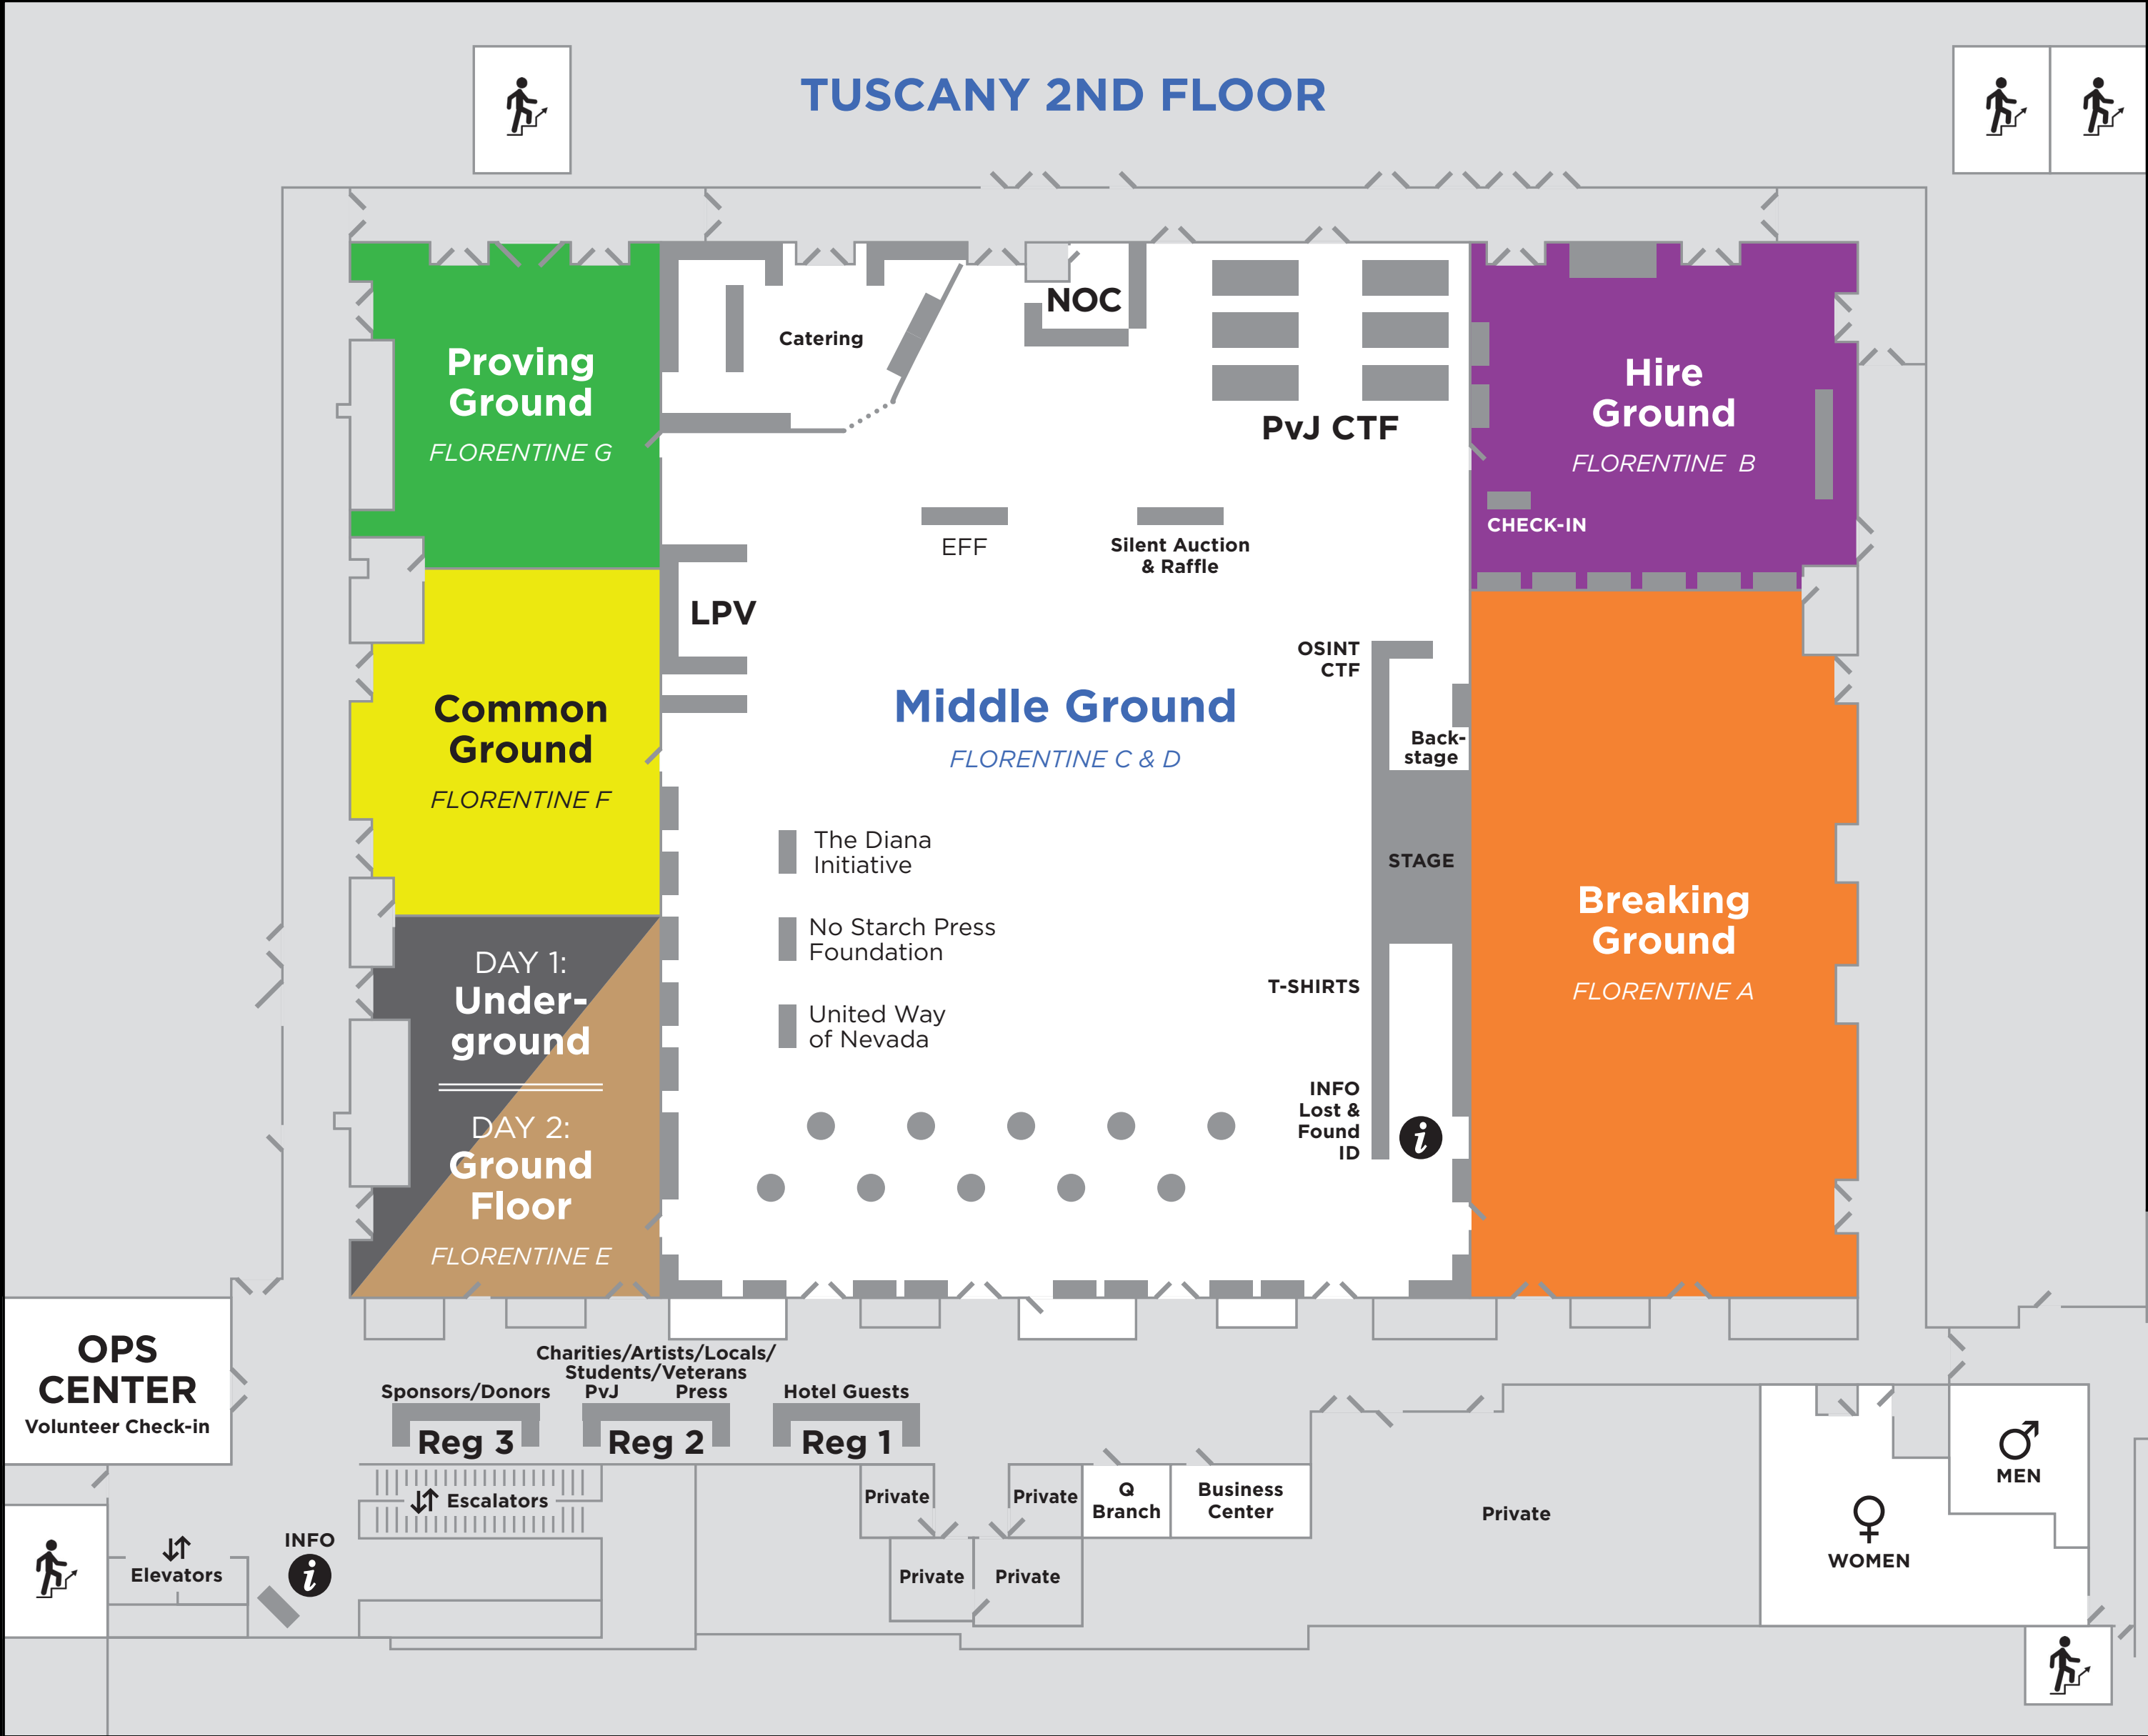 TUSCANY 2ND FLOOR
Proving
Ground
FLORENTINE G
Catering
NOC
PvJ CTF
Hire
Ground
FLORENTINE B
CHECK-IN
EFF
Silent Auction
& Raffle
LPV
Common
Ground
FLORENTINE F
Middle Ground
FLORENTINE C & D
OSINT
CTF
Back-
stage
STAGE
The Diana
Initiative
No Starch Press
Foundation
United Way
of Nevada
T-SHIRTS
INFO
Lost &
Found
ID
i
Breaking
Ground
FLORENTINE A
DAY 1:
Under-
ground
DAY 2:
Ground
Floor
FLORENTINE E
OPS
CENTER
Volunteer Check-in
Charities/Artists/Locals/
Students/Veterans
Sponsors/Donors
PvJ
Press
Hotel Guests
Reg 3
Reg 2
Reg 1
Escalators
Elevators
INFO
i
Private
Private
Private
Private
Q
Branch
Business
Center
Private
WOMEN
MEN